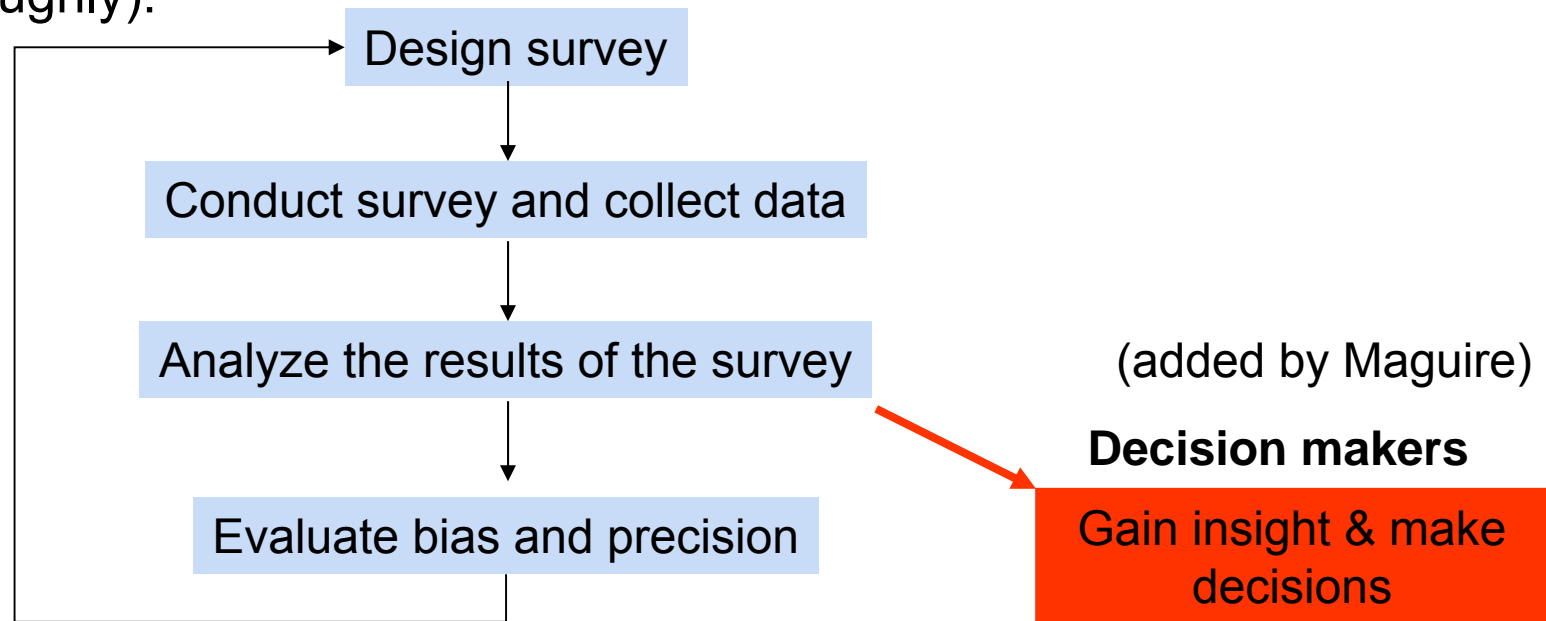 Design survey
Conduct survey and collect data
Analyze the results of the survey
(added by Maguire)
Decision makers
Evaluate bias and precision
Gain insight & make
decisions